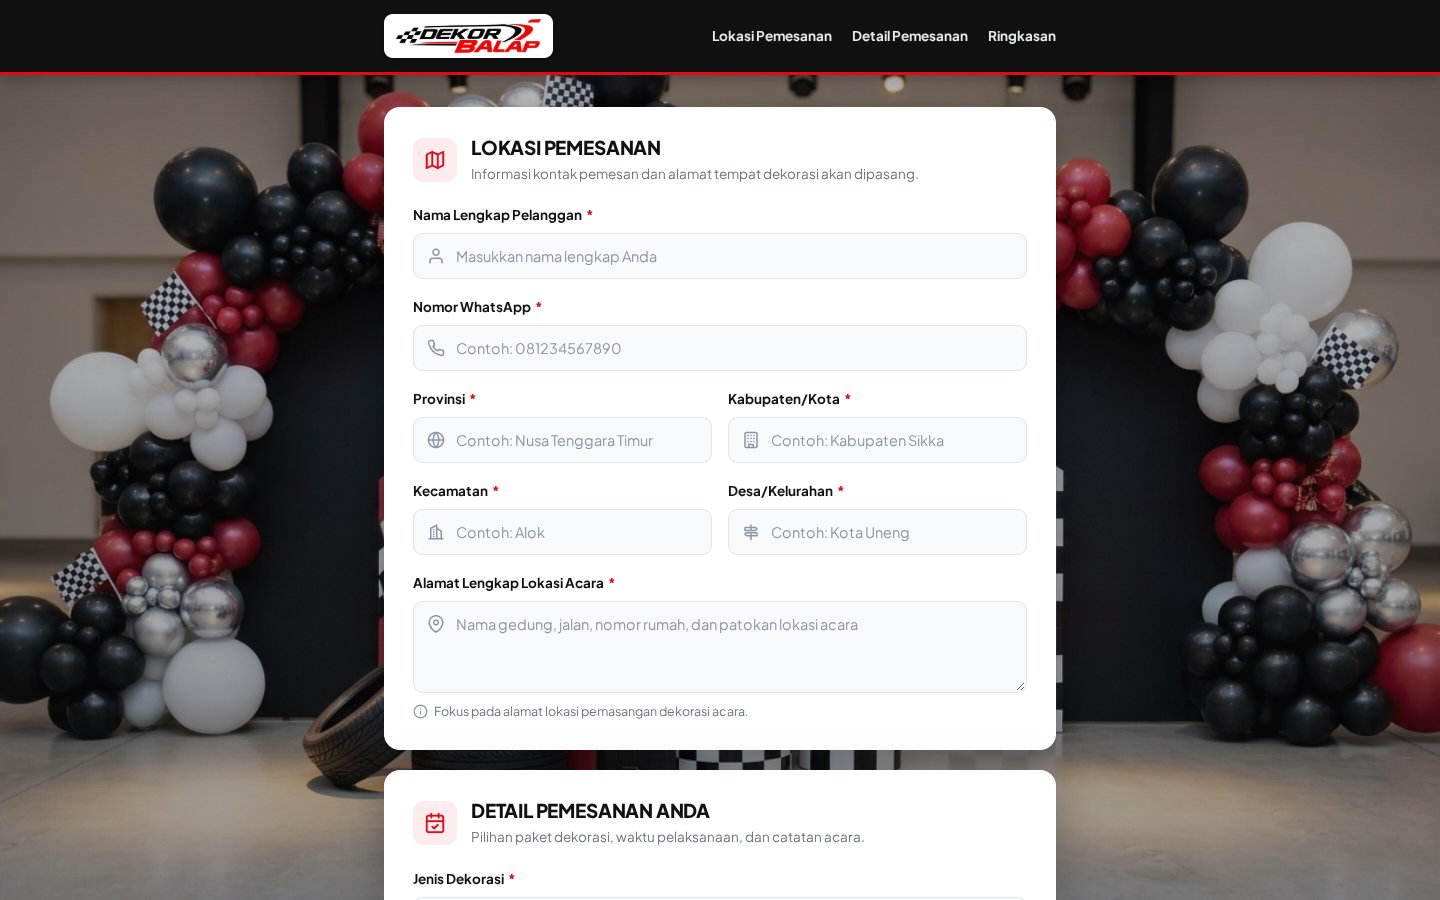 DEKOR
BALAP
Lokasi Pemesanan
Detail Pemesanan
Ringkasan
LOKASI PEMESANAN
Informasi kontak pemesan dan alamat tempat dekorasi akan dipasang.
Nama Lengkap Pelanggan *
Masukkan nama lengkap Anda
Nomor WhatsApp *
Contoh: 081234567890
Provinsi *
Contoh: Nusa Tenggara Timur
Kabupaten/Kota *
Contoh: Kabupaten Sikka
Kecamatan *
Contoh: Alok
Desa/Kelurahan *
Contoh: Kota Uneng
Alamat Lengkap Lokasi Acara *
Nama gedung, jalan, nomor rumah, dan patokan lokasi acara
Fokus pada alamat lokasi pemasangan dekorasi acara.
DETAIL PEMESANAN ANDA
Pilihan paket dekorasi, waktu pelaksanaan, dan catatan acara.
Jenis Dekorasi *